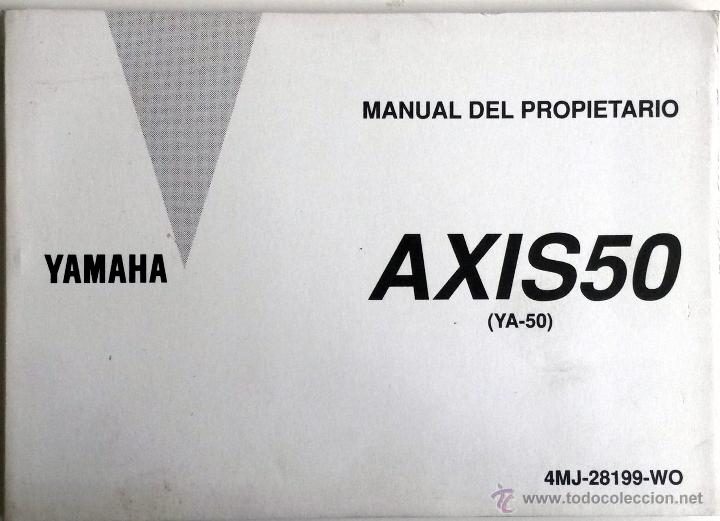 MANUAL DEL PROPIETARIO
YAMAHA
AXIS50
(YA-50)
4MJ-28199-WO
www.todocoleccion.net